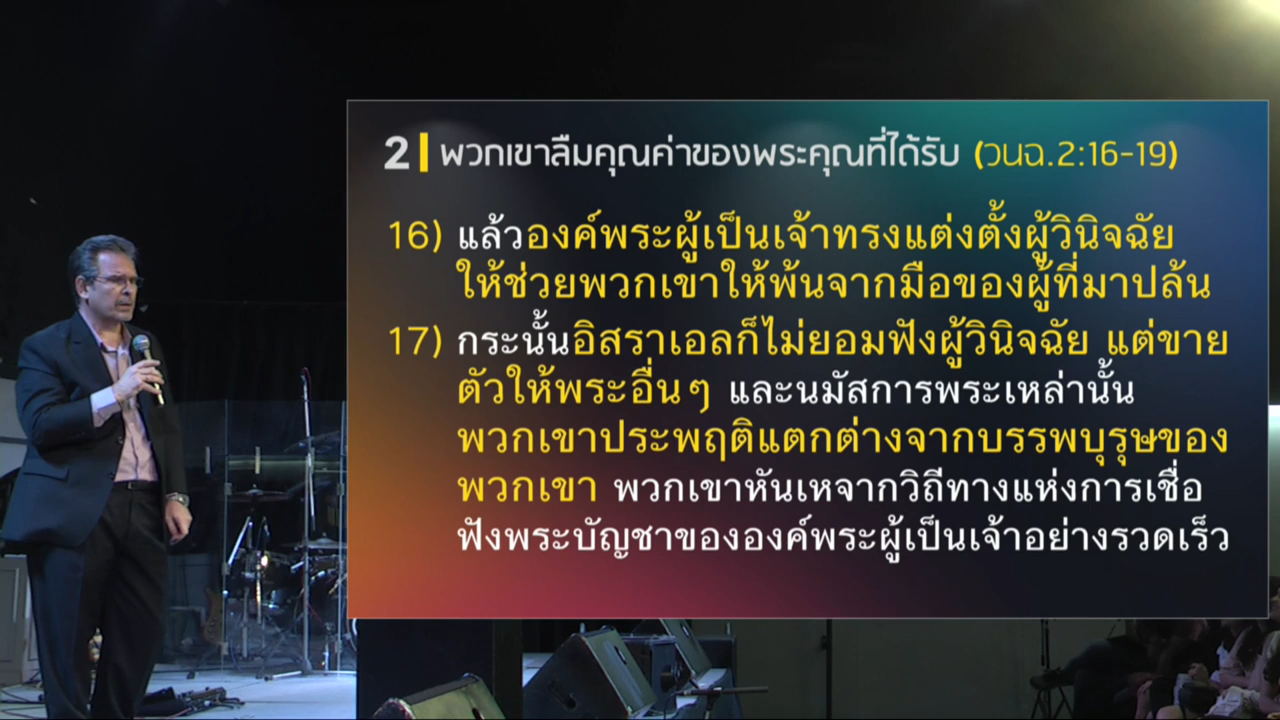 2 | พวกเขาลืมคุณค่าของพระคุณที่ได้รับ (วนฉ.2:16-19)
16) แล้วองค์พระผู้เป็นเจ้าทรงแต่งตั้งผู้วินิจฉัย
ให้ช่วยพวกเขาให้พ้นจากมือของผู้ที่มาปล้น
17) กระนั้นอิสราเอลก็ไม่ยอมฟังผู้วินิจฉัย แต่ขาย
ตัวให้พระอื่นๆ และนมัสการพระเหล่านั้น
พวกเขาประพฤติแตกต่างจากบรรพบุรุษของ
พวกเขา พวกเขาหันเหจากวิถีทางแห่งการเชื่อ
ฟังพระบัญชาขององค์พระผู้เป็นเจ้าอย่างรวดเร็ว